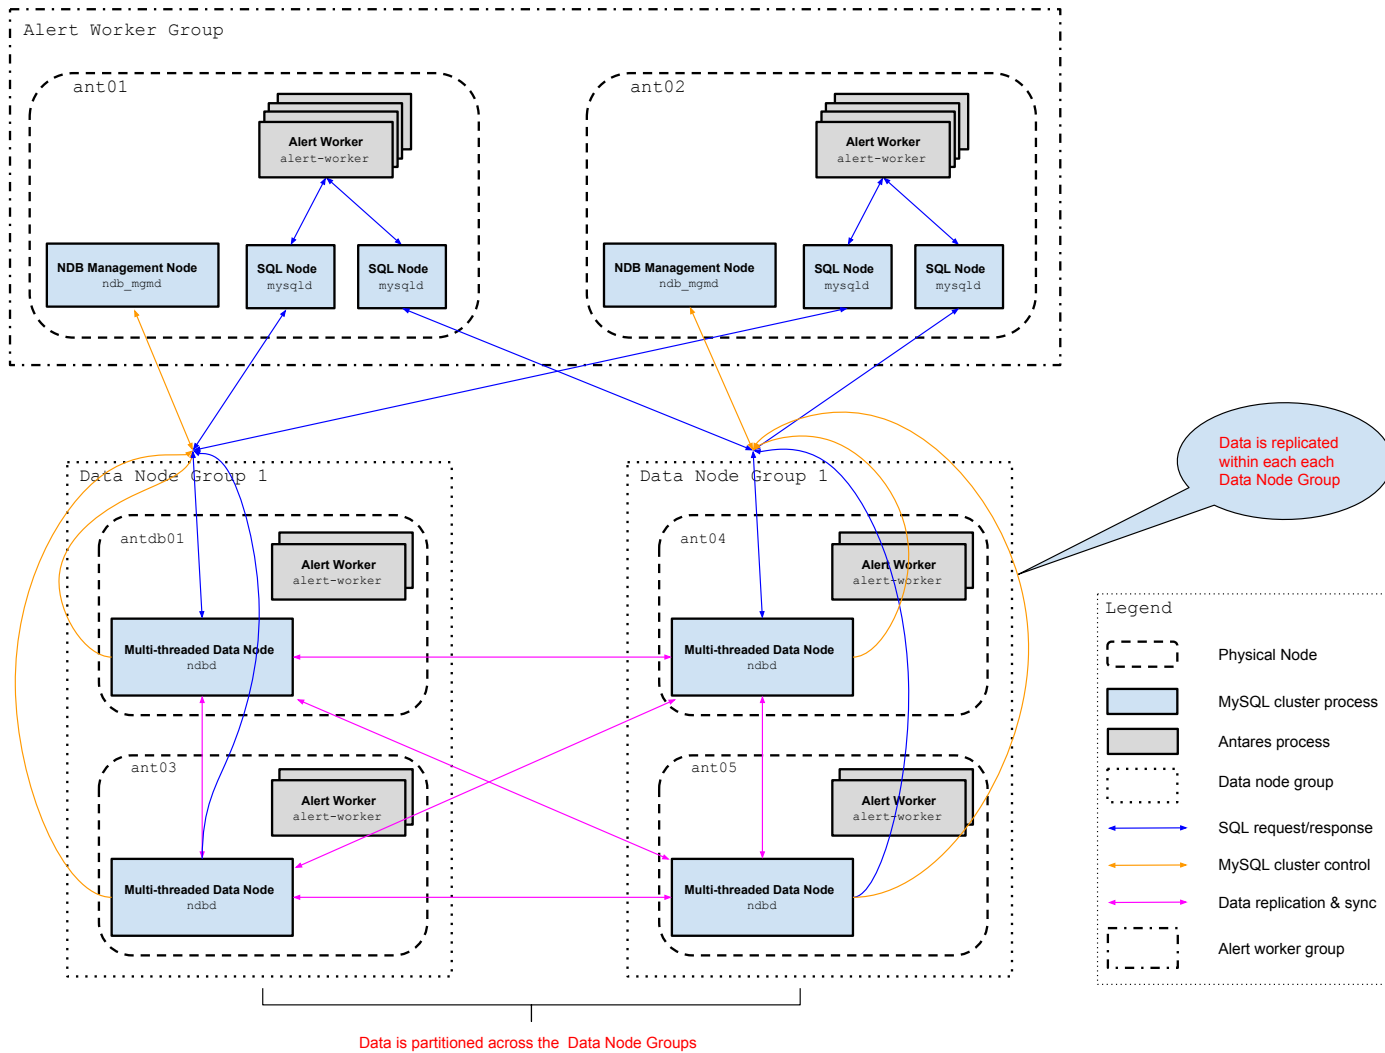 Alert Worker Group
ant01
Alert Worker
alert-worker
NDB Management Node
ndb_mgmd
SQL Node
mysqld
SQL Node
mysqld
ant02
Alert Worker
alert-worker
NDB Management Node
ndb_mgmd
SQL Node
mysqld
SQL Node
mysqld
Data is replicated
within each each
Data Node Group
Data Node Group 1
antdb01
Alert Worker
alert-worker
Multi-threaded Data Node
ndbd
ant03
Alert Worker
alert-worker
Multi-threaded Data Node
ndbd
Data Node Group 1
ant04
Alert Worker
alert-worker
Multi-threaded Data Node
ndbd
ant05
Alert Worker
alert-worker
Multi-threaded Data Node
ndbd
Legend
Physical Node
MySQL cluster process
Antares process
Data node group
SQL request/response
MySQL cluster control
Data replication & sync
Alert worker group
Data is partitioned across the Data Node Groups